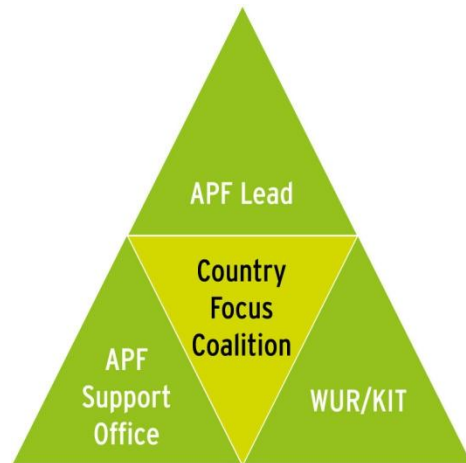 APF Lead
Country
Focus
Coalition
APF
Support
Office
WUR/KIT